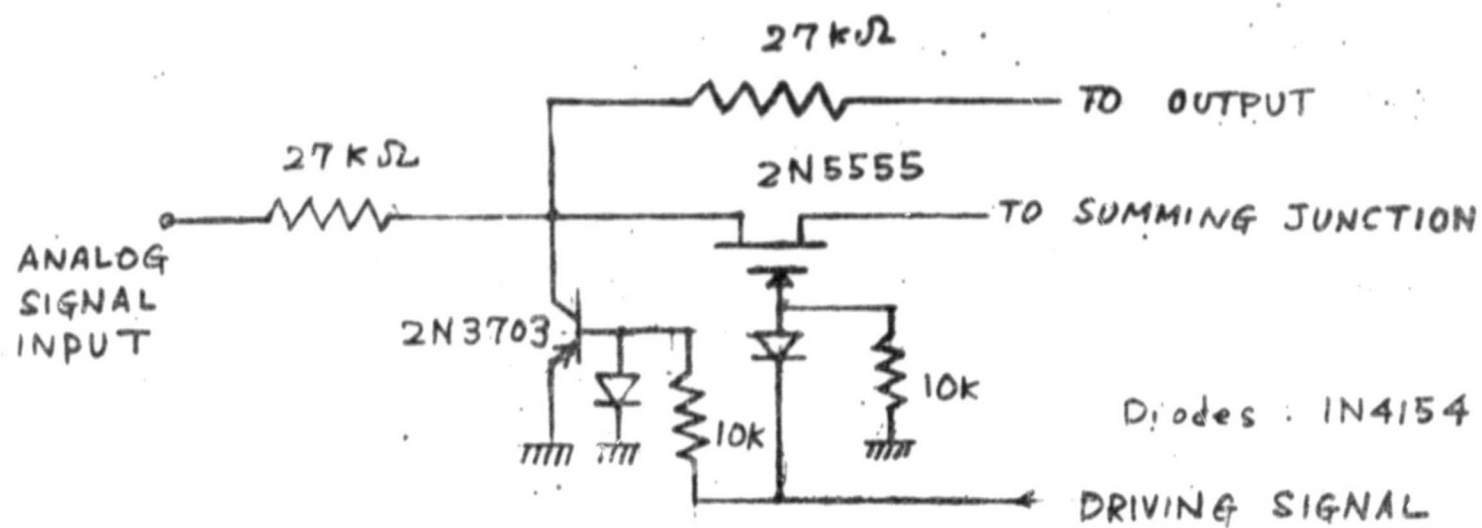 27kΩ
TO OUTPUT
27KΩ
2N5555
TO SUMMING JUNCTION
ANALOG
SIGNAL
INPUT
2N3703
10K
10K
Diodes : IN4154
DRIVING SIGNAL